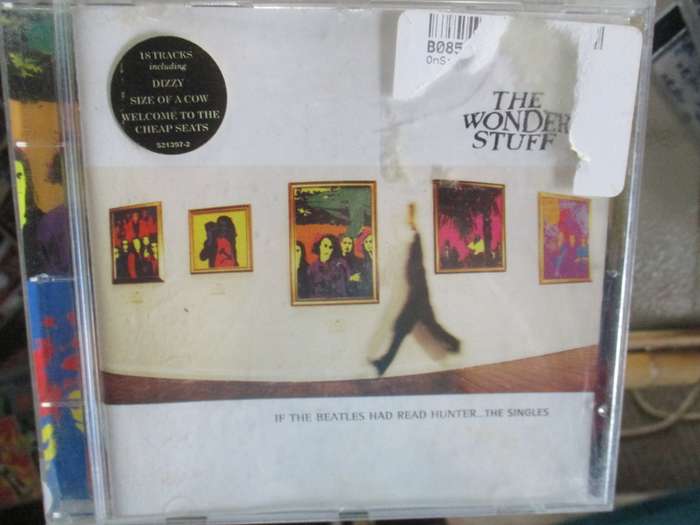 18 TRACKS
including
DIZZY
SIZE OF A COW
WELCOME TO THE
CHEAP SEATS
521397-2
B085
THE
WONDER
STUFF
IF THE BEATLES HAD READ HUNTER...THE SINGLES